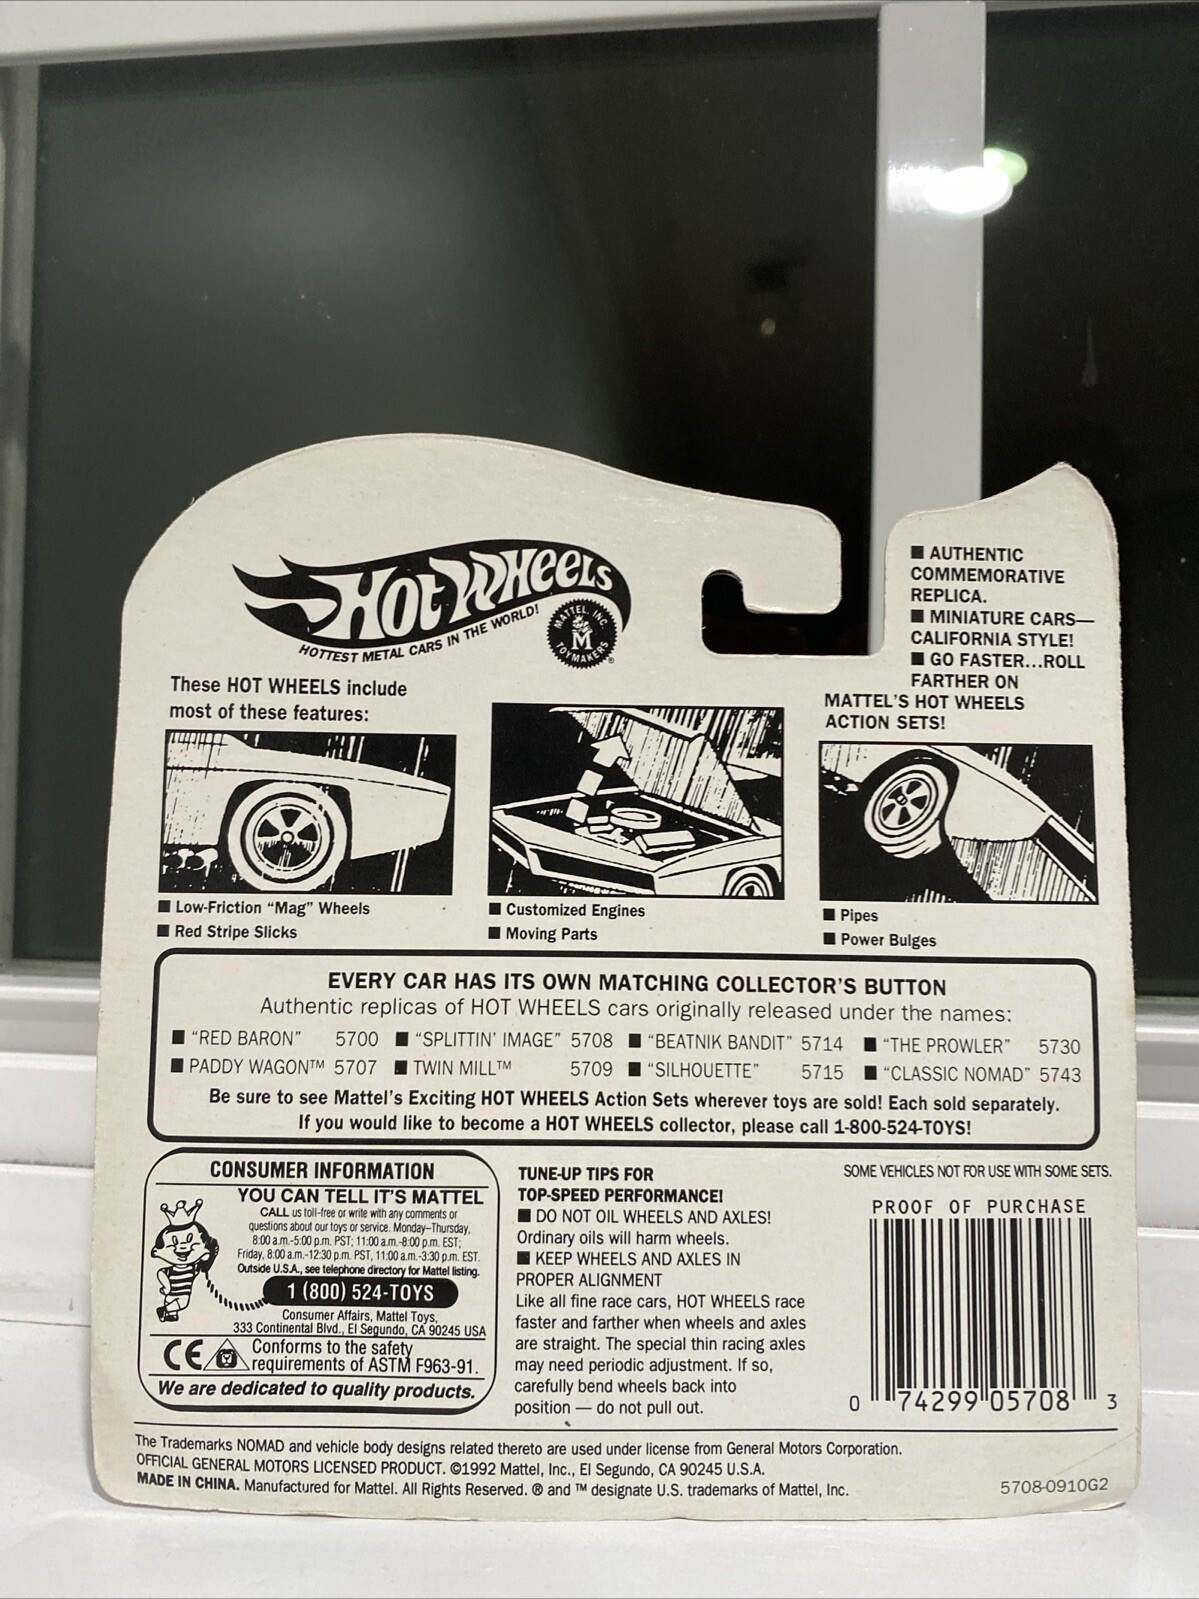 HOT WHEELS
HOTTEST METAL CARS IN THE WORLD!
MATTEL, INC.
M
TOYMAKERS
®
■ AUTHENTIC
COMMEMORATIVE
REPLICA.
■ MINIATURE CARS—
CALIFORNIA STYLE!
■ GO FASTER...ROLL
FARTHER ON
MATTEL'S HOT WHEELS
ACTION SETS!
These HOT WHEELS include
most of these features:
■ Low-Friction “Mag” Wheels
■ Red Stripe Slicks
■ Customized Engines
■ Moving Parts
■ Pipes
■ Power Bulges
EVERY CAR HAS ITS OWN MATCHING COLLECTOR'S BUTTON
Authentic replicas of HOT WHEELS cars originally released under the names:
■ “RED BARON” 5700 ■ “SPLITTIN' IMAGE” 5708 ■ “BEATNIK BANDIT” 5714 ■ “THE PROWLER” 5730
■ PADDY WAGON™ 5707 ■ TWIN MILL™ 5709 ■ “SILHOUETTE” 5715 ■ “CLASSIC NOMAD” 5743
Be sure to see Mattel's Exciting HOT WHEELS Action Sets wherever toys are sold! Each sold separately.
If you would like to become a HOT WHEELS collector, please call 1-800-524-TOYS!
CONSUMER INFORMATION
YOU CAN TELL IT'S MATTEL
CALL us toll-free or write with any comments or
questions about our toys or service. Monday–Thursday,
8:00 a.m.-5:00 p.m. PST; 11:00 a.m.-8:00 p.m. EST;
Friday, 8:00 a.m.-12:30 p.m. PST, 11:00 a.m.-3:30 p.m. EST.
Outside U.S.A., see telephone directory for Mattel listing.
1 (800) 524-TOYS
Consumer Affairs, Mattel Toys,
333 Continental Blvd., El Segundo, CA 90245 USA
CE Conforms to the safety
requirements of ASTM F963-91.
We are dedicated to quality products.
TUNE-UP TIPS FOR
TOP-SPEED PERFORMANCE!
■ DO NOT OIL WHEELS AND AXLES!
Ordinary oils will harm wheels.
■ KEEP WHEELS AND AXLES IN
PROPER ALIGNMENT
Like all fine race cars, HOT WHEELS race
faster and farther when wheels and axles
are straight. The special thin racing axles
may need periodic adjustment. If so,
carefully bend wheels back into
position — do not pull out.
SOME VEHICLES NOT FOR USE WITH SOME SETS.
PROOF OF PURCHASE
0 74299 05708 3
The Trademarks NOMAD and vehicle body designs related thereto are used under license from General Motors Corporation.
OFFICIAL GENERAL MOTORS LICENSED PRODUCT. ©1992 Mattel, Inc., El Segundo, CA 90245 U.S.A.
MADE IN CHINA. Manufactured for Mattel. All Rights Reserved. ® and ™ designate U.S. trademarks of Mattel, Inc.
5708-0910G2